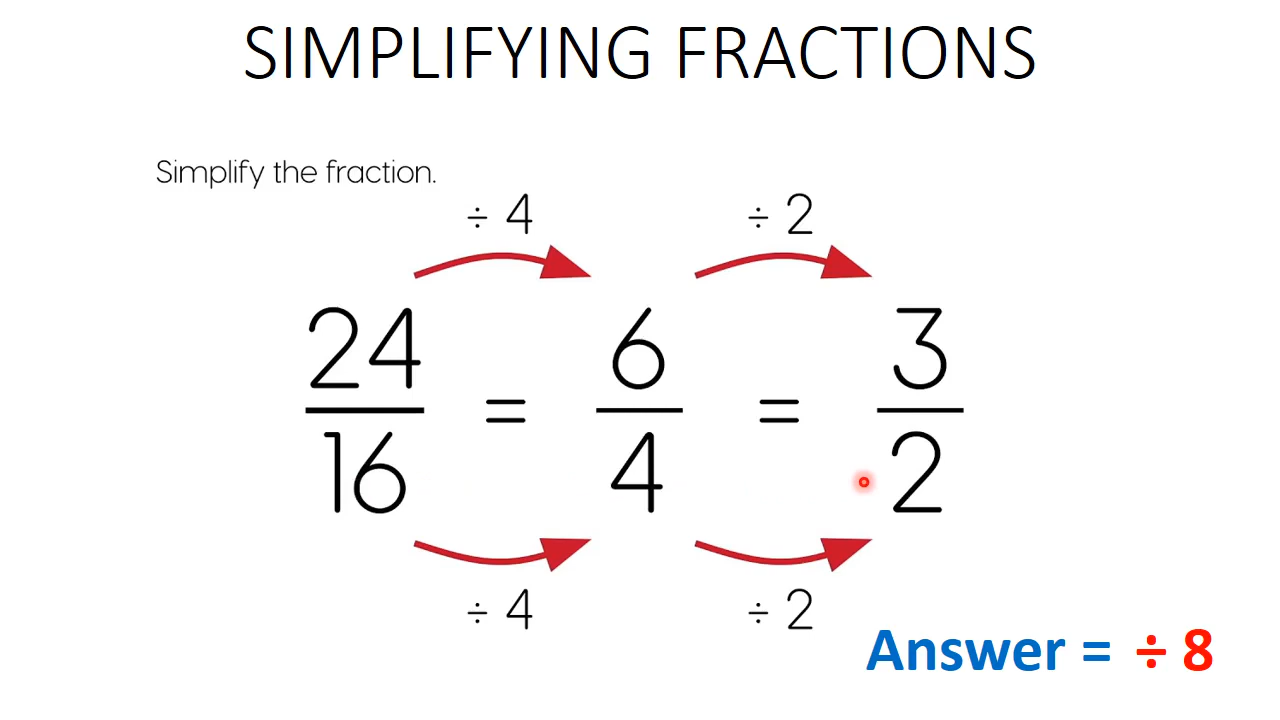 SIMPLIFYING FRACTIONS
Simplify the fraction.
÷ 4 ÷ 2
24/16 = 6/4 = 3/2
÷ 4 ÷ 2
Answer = ÷ 8